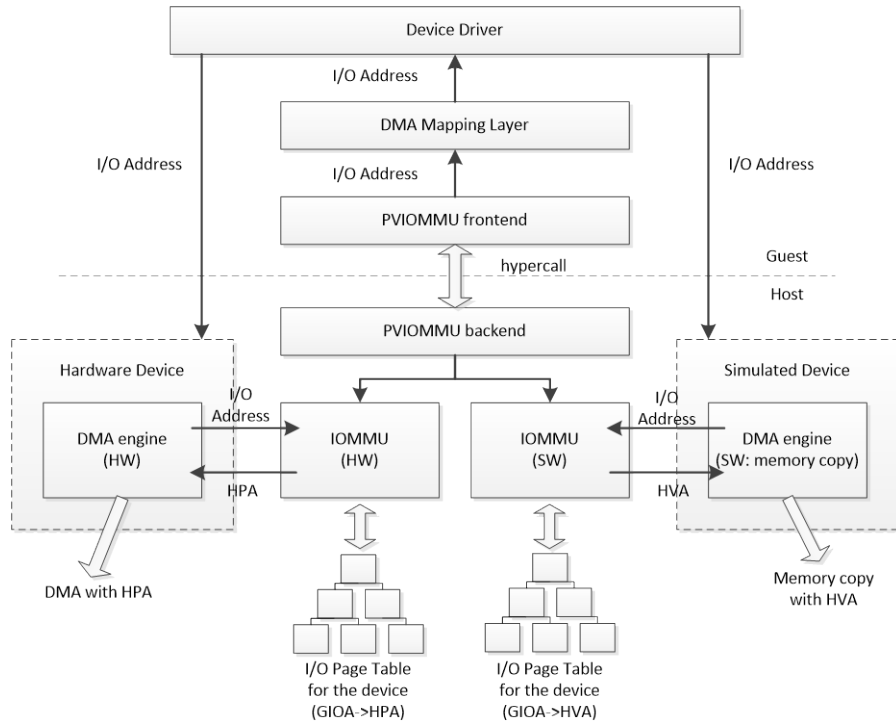 Device Driver
I/O Address
DMA Mapping Layer
I/O Address
I/O Address
I/O Address
PVIOMMU frontend
hypercall
Guest
Host
PVIOMMU backend
Hardware Device
Simulated Device
I/O
Address
I/O
Address
DMA engine
(HW)
IOMMU
(HW)
IOMMU
(SW)
DMA engine
(SW: memory copy)
HPA
HVA
DMA with HPA
Memory copy
with HVA
I/O Page Table
for the device
(GIOA->HPA)
I/O Page Table
for the device
(GIOA->HVA)